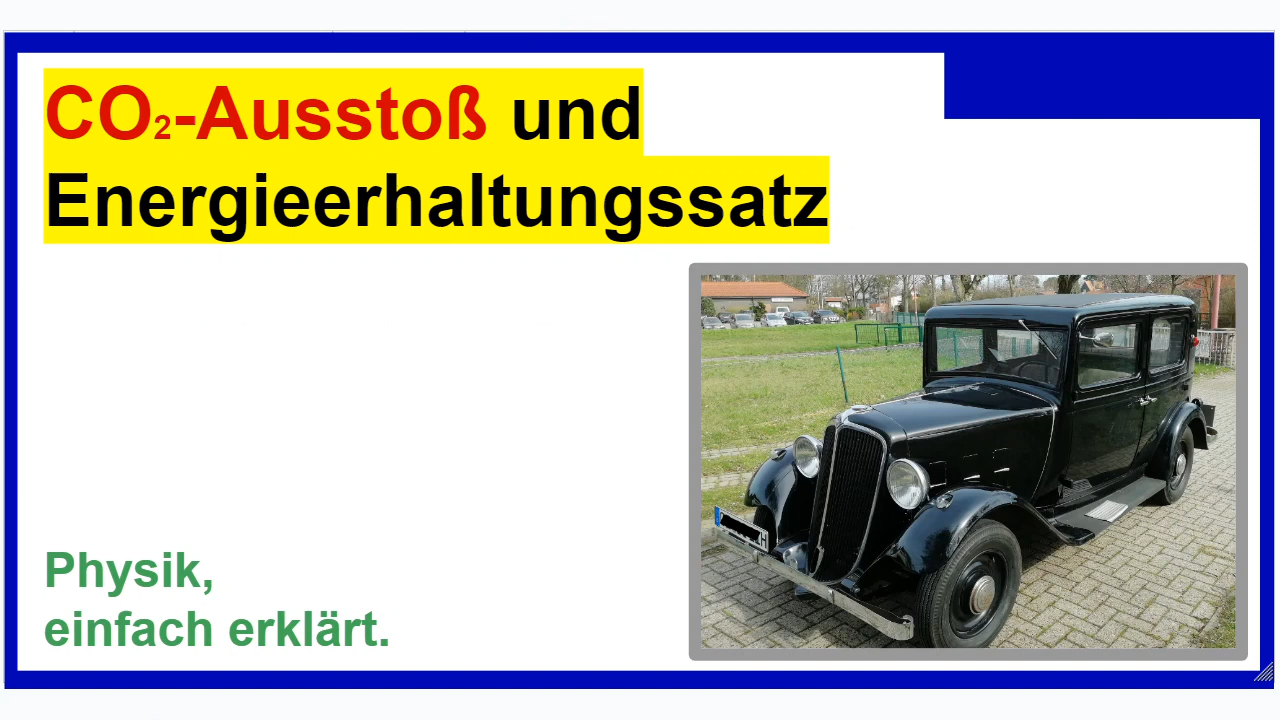 CO₂-Ausstoß und
Energieerhaltungssatz
Physik,
einfach erklärt.